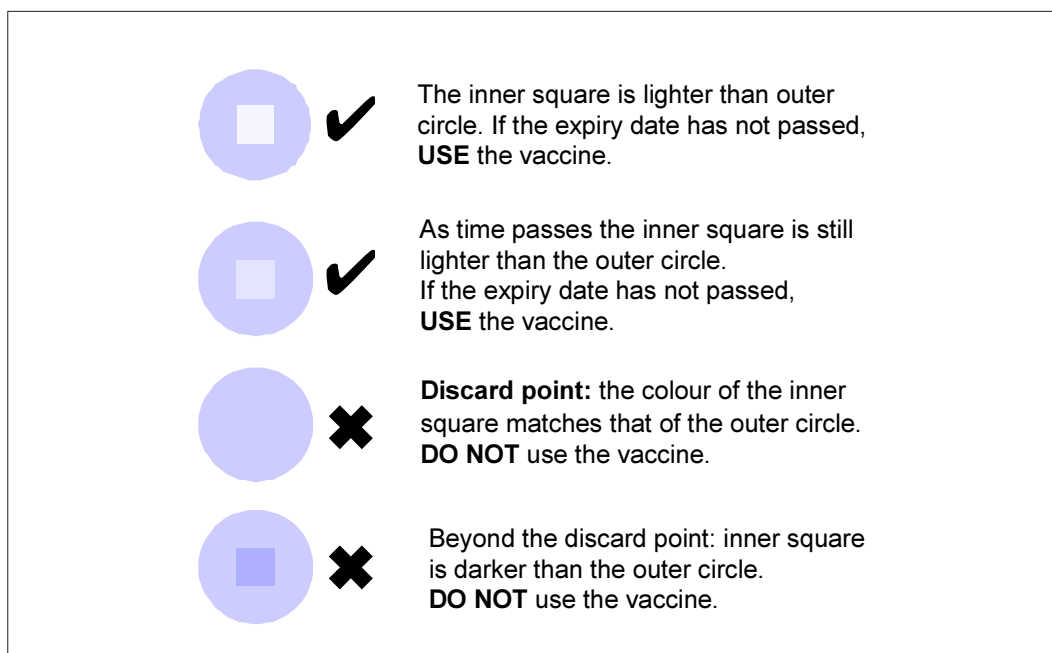 The inner square is lighter than outer
circle. If the expiry date has not passed,
USE the vaccine.
As time passes the inner square is still
lighter than the outer circle.
If the expiry date has not passed,
USE the vaccine.
Discard point: the colour of the inner
square matches that of the outer circle.
DO NOT use the vaccine.
Beyond the discard point: inner square
is darker than the outer circle.
DO NOT use the vaccine.